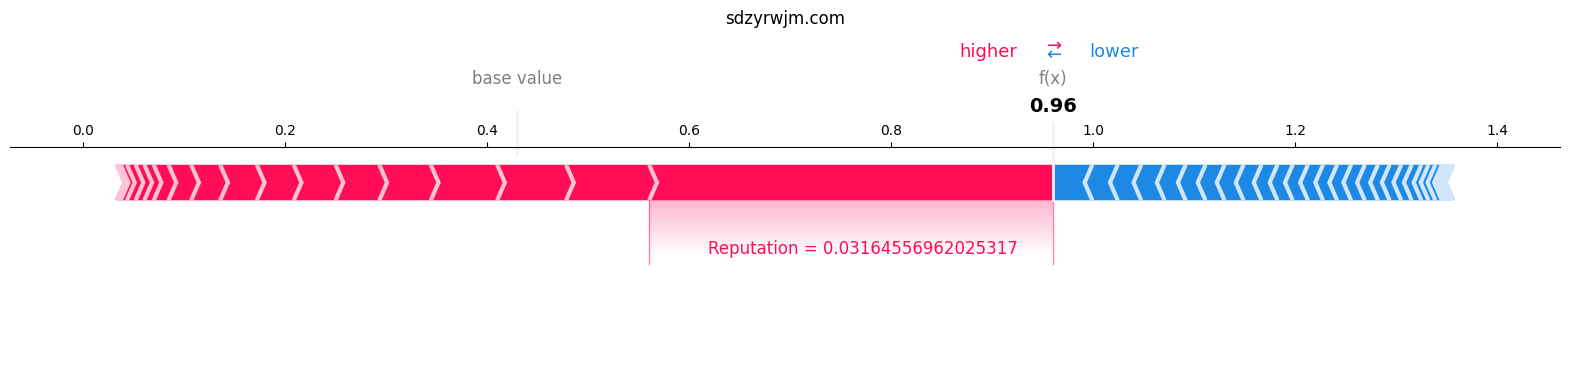 sdzyrwjm.com
higher ⇄ lower
base value
f(x)
0.96
0.0 0.2 0.4 0.6 0.8 1.0 1.2 1.4
Reputation = 0.03164556962025317